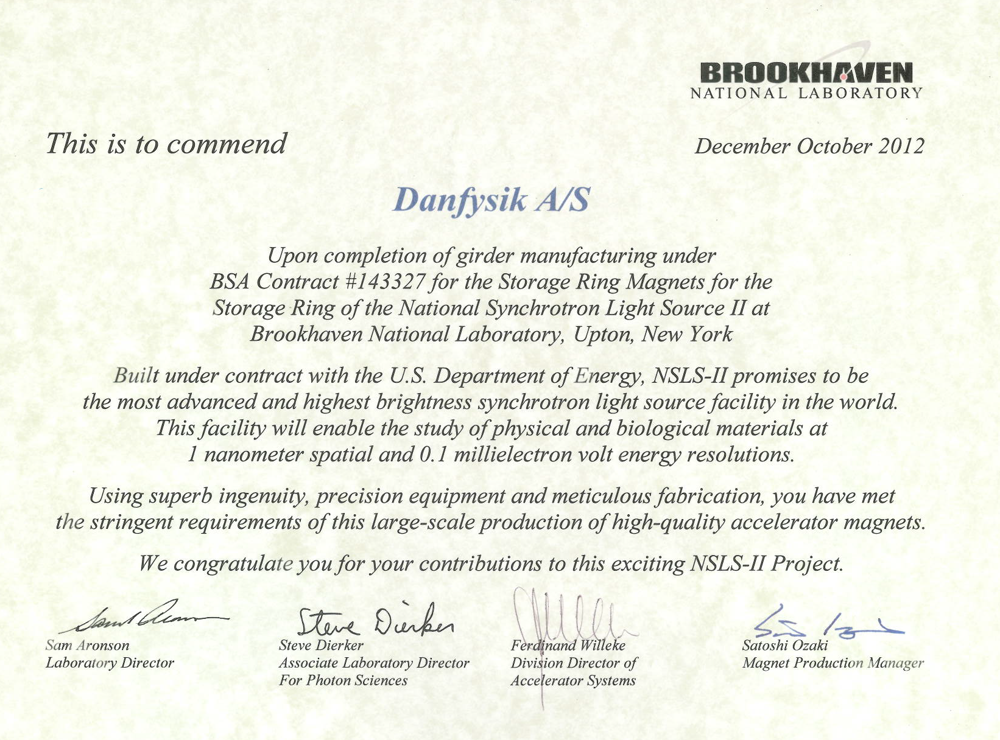 BROOKHAVEN
NATIONAL LABORATORY
This is to commend
December October 2012
Danfysik A/S
Upon completion of girder manufacturing under
BSA Contract #143327 for the Storage Ring Magnets for the
Storage Ring of the National Synchrotron Light Source II at
Brookhaven National Laboratory, Upton, New York
Built under contract with the U.S. Department of Energy, NSLS-II promises to be
the most advanced and highest brightness synchrotron light source facility in the world.
This facility will enable the study of physical and biological materials at
1 nanometer spatial and 0.1 millielectron volt energy resolutions.
Using superb ingenuity, precision equipment and meticulous fabrication, you have met
the stringent requirements of this large-scale production of high-quality accelerator magnets.
We congratulate you for your contributions to this exciting NSLS-II Project.
Steve Dierker
Sam Aronson
Laboratory Director
Steve Dierker
Associate Laboratory Director
For Photon Sciences
Ferdinand Willeke
Division Director of
Accelerator Systems
Satoshi Ozaki
Magnet Production Manager